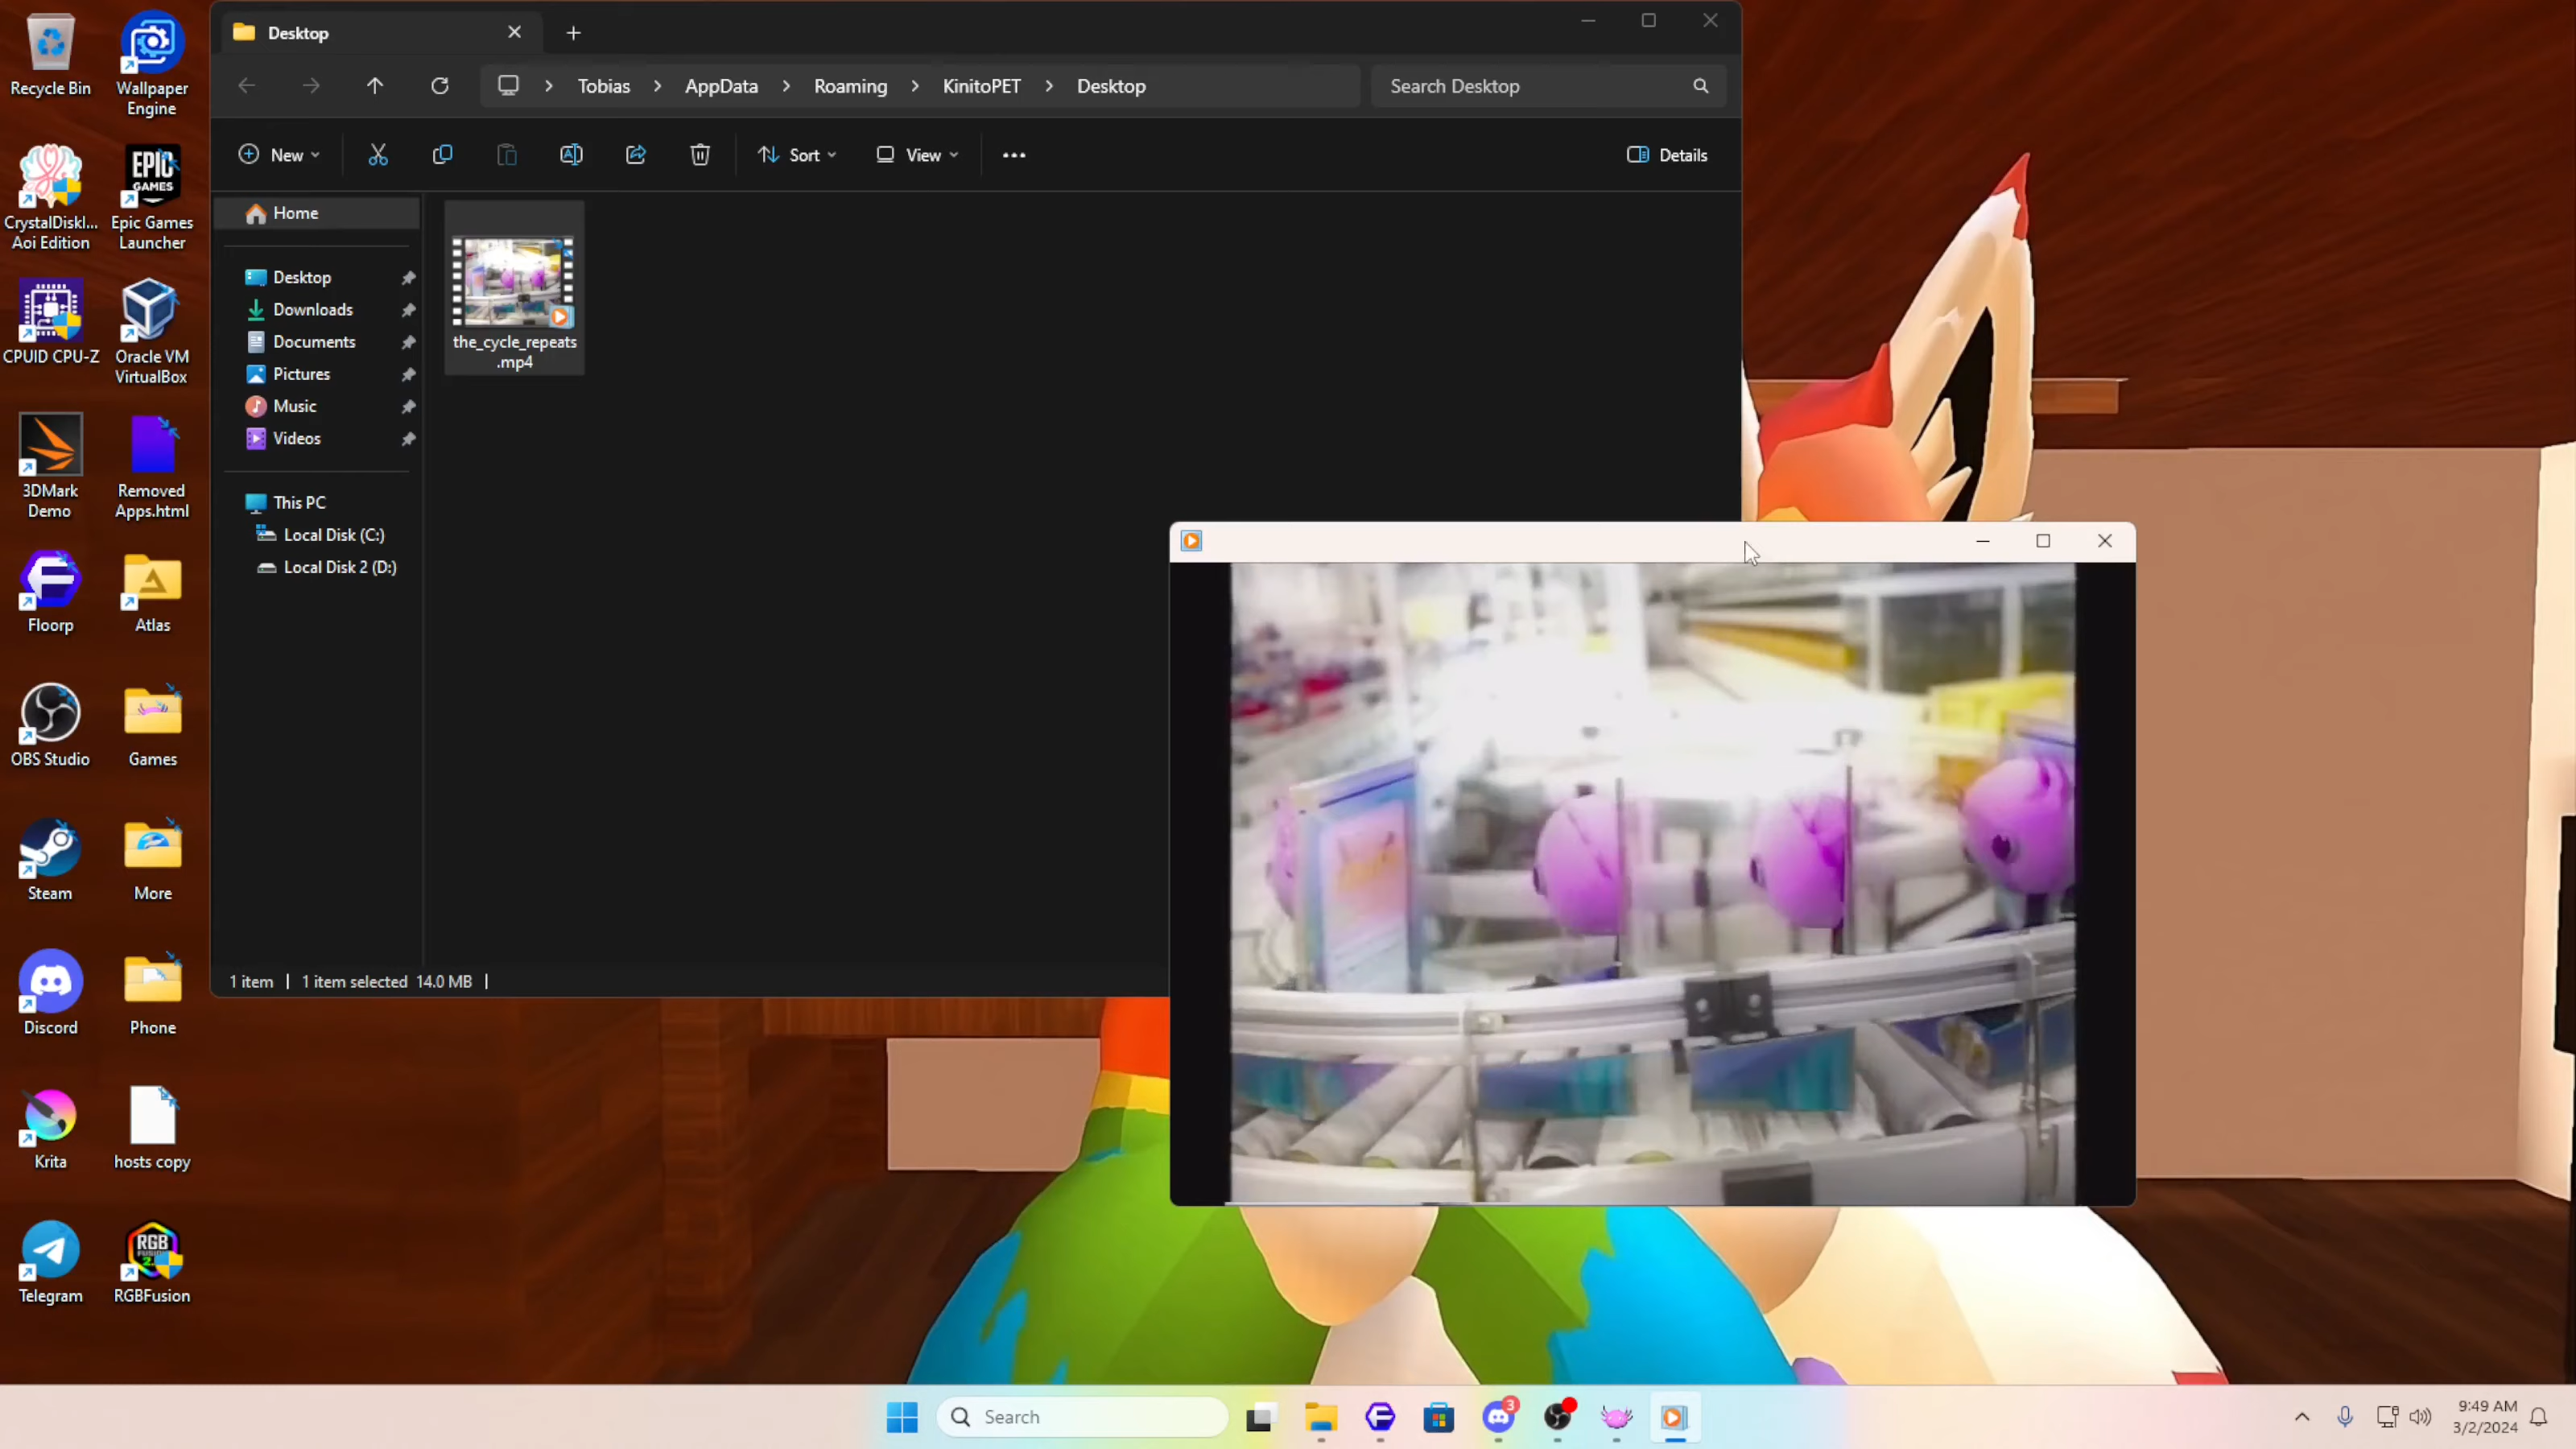 Recycle Bin
Wallpaper
Engine
CrystalDiskI...
Aoi Edition
EPIC
GAMES
Epic Games
Launcher
CPUID CPU-Z
Oracle VM
VirtualBox
3DMark
Demo
Removed
Apps.html
Floorp
Atlas
OBS Studio
Games
Steam
More
Discord
Phone
Krita
hosts copy
Telegram
RGB
RGBFusion
Desktop
Tobias > AppData > Roaming > KinitoPET > Desktop
Search Desktop
New
Sort
View
Details
Home
Desktop
Downloads
Documents
Pictures
Music
Videos
This PC
Local Disk (C:)
Local Disk 2 (D:)
the_cycle_repeats
.mp4
1 item | 1 item selected 14.0 MB |
Search
3
9:49 AM
3/2/2024